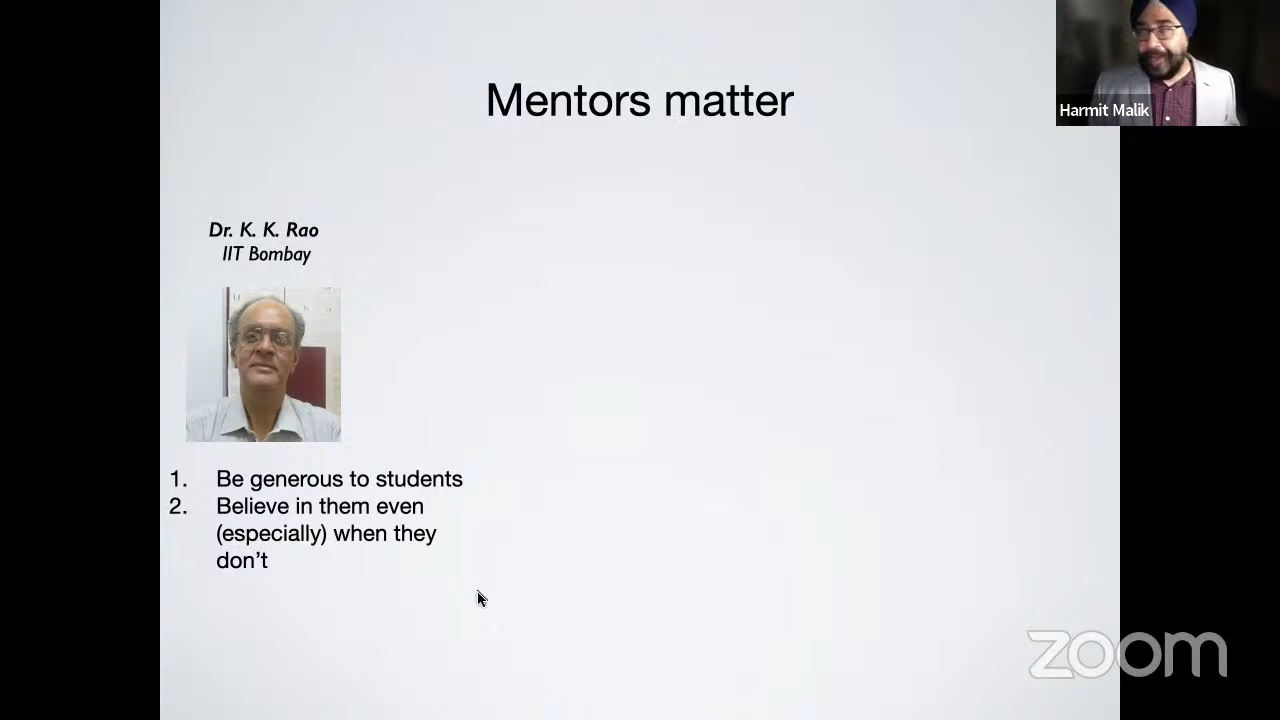 Mentors matter
Harmit Malik
Dr. K. K. Rao
IIT Bombay
1. Be generous to students
2. Believe in them even
(especially) when they
don't
zoom